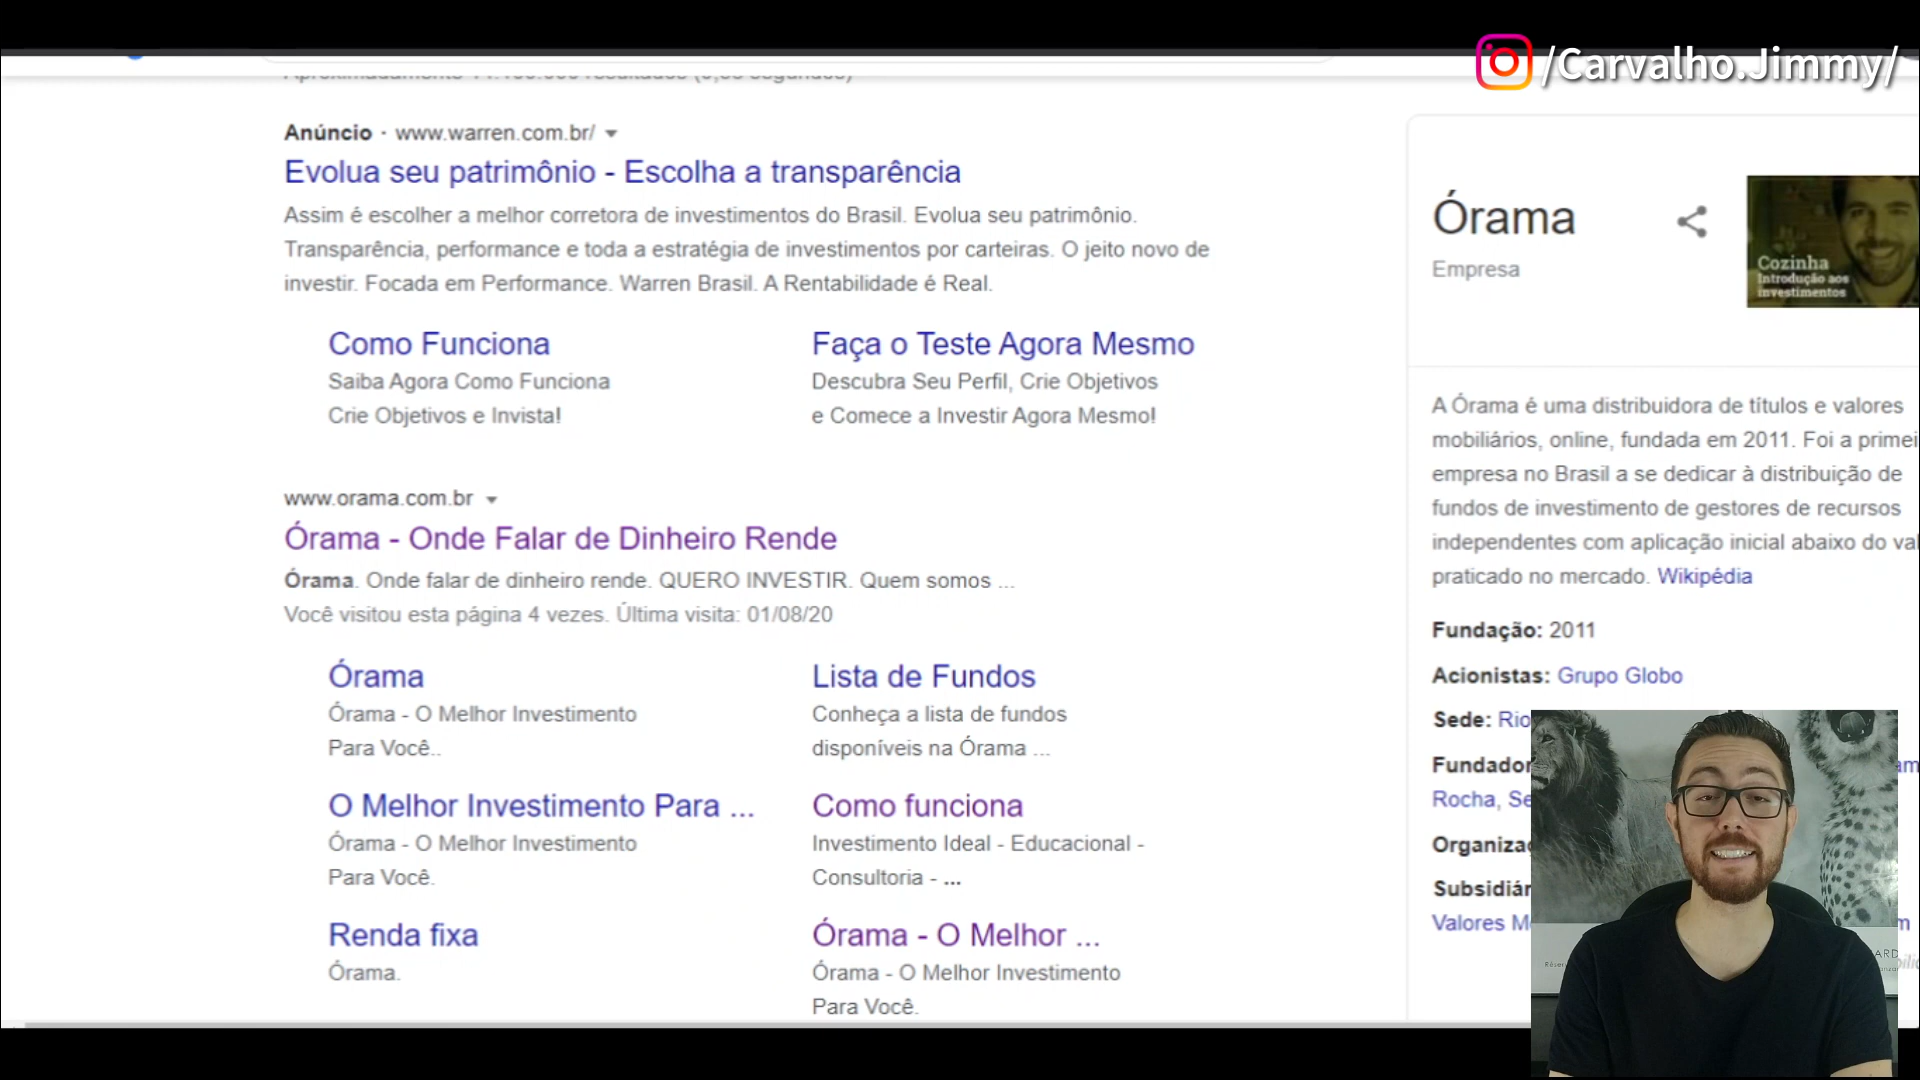 /Carvalho.Jimmy/
Anúncio · www.warren.com.br/
Evolua seu patrimônio - Escolha a transparência
Assim é escolher a melhor corretora de investimentos do Brasil. Evolua seu patrimônio.
Transparência, performance e toda a estratégia de investimentos por carteiras. O jeito novo de
investir. Focada em Performance. Warren Brasil. A Rentabilidade é Real.
Como Funciona
Saiba Agora Como Funciona
Crie Objetivos e Invista!
Faça o Teste Agora Mesmo
Descubra Seu Perfil, Crie Objetivos
e Comece a Investir Agora Mesmo!
www.orama.com.br
Órama - Onde Falar de Dinheiro Rende
Órama. Onde falar de dinheiro rende. QUERO INVESTIR. Quem somos ...
Você visitou esta página 4 vezes. Última visita: 01/08/20
Órama
Órama - O Melhor Investimento
Para Você..
Lista de Fundos
Conheça a lista de fundos
disponíveis na Órama ...
O Melhor Investimento Para ...
Órama - O Melhor Investimento
Para Você.
Como funciona
Investimento Ideal - Educacional -
Consultoria - ...
Renda fixa
Órama.
Órama - O Melhor ...
Órama - O Melhor Investimento
Para Você.
Órama
Empresa
Cozinha
Introdução aos
investimentos
A Órama é uma distribuidora de títulos e valores
mobiliários, online, fundada em 2011. Foi a primei
empresa no Brasil a se dedicar à distribuição de
fundos de investimento de gestores de recursos
independentes com aplicação inicial abaixo do val
praticado no mercado. Wikipédia
Fundação: 2011
Acionistas: Grupo Globo
Sede: Rio
Fundador
Rocha, Se
Organiza
Subsidiár
Valores M